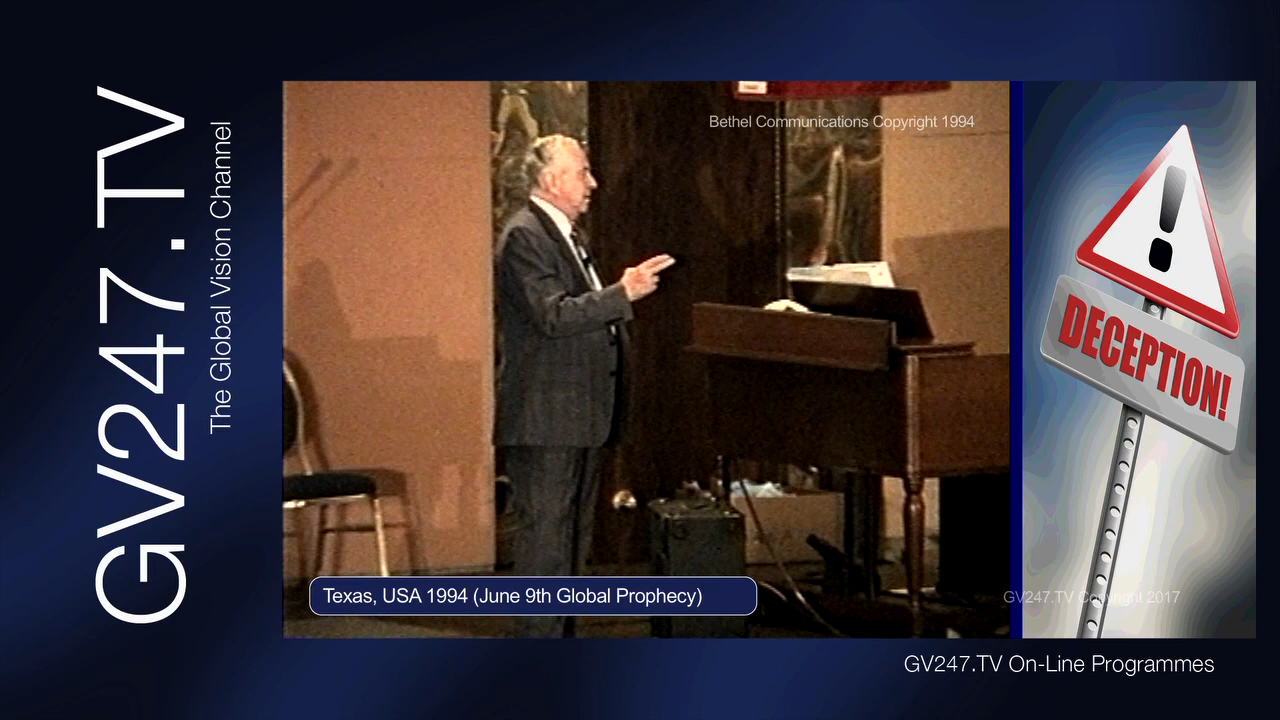 GV247.TV
The Global Vision Channel
Bethel Communications Copyright 1994
DECEPTION!
Texas, USA 1994 (June 9th Global Prophecy)
GV247.TV Copyright 2017
GV247.TV On-Line Programmes